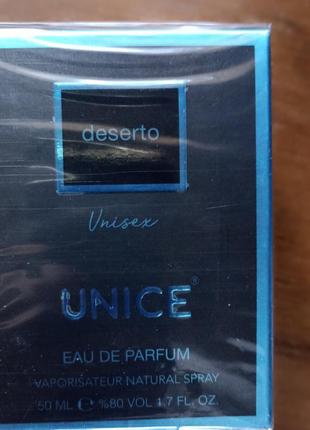 deserto
Unisex
UNICE®
EAU DE PARFUM
VAPORISATEUR NATURAL SPRAY
50 ML ℮ %80 VOL 1.7 FL. OZ.